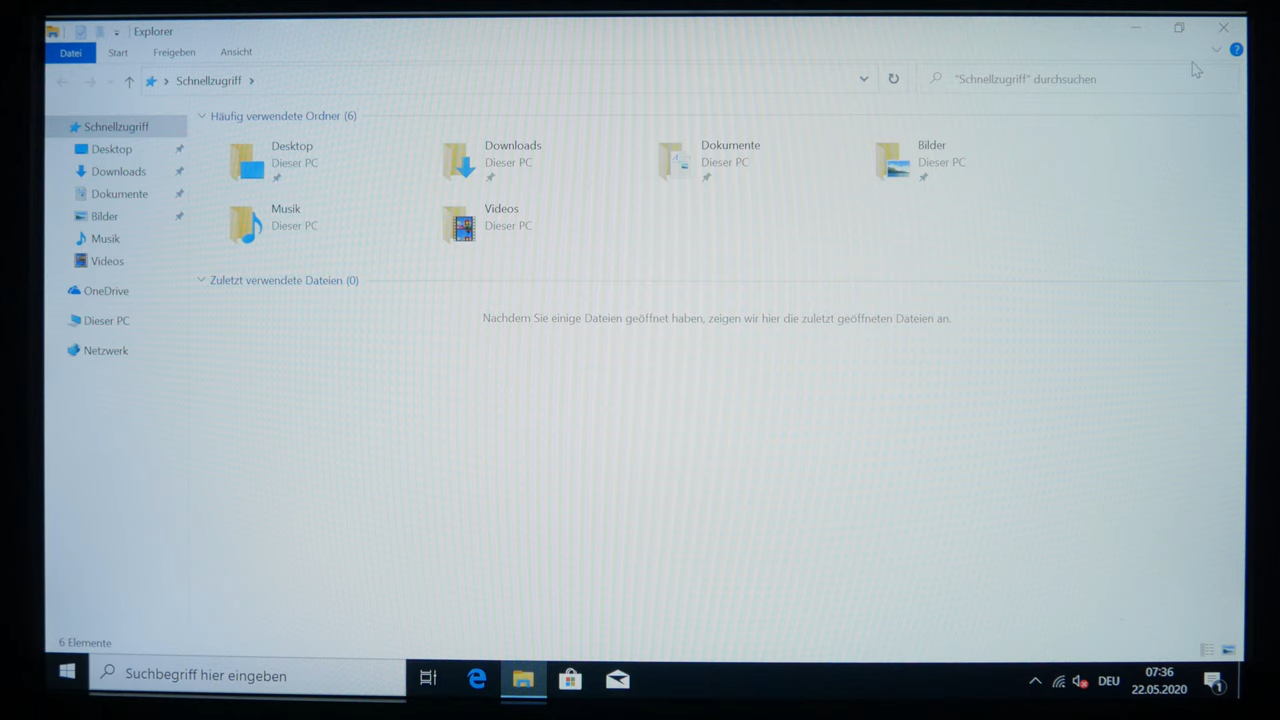 Explorer
Datei Start Freigeben Ansicht
Schnellzugriff "Schnellzugriff" durchsuchen
Schnellzugriff
Desktop
Downloads
Dokumente
Bilder
Musik
Videos
OneDrive
Dieser PC
Netzwerk
Häufig verwendete Ordner (6)
Desktop
Dieser PC
Downloads
Dieser PC
Dokumente
Dieser PC
Bilder
Dieser PC
Musik
Dieser PC
Videos
Dieser PC
Zuletzt verwendete Dateien (0)
Nachdem Sie einige Dateien geöffnet haben, zeigen wir hier die zuletzt geöffneten Dateien an.
6 Elemente
Suchbegriff hier eingeben
DEU
07:36
22.05.2020
1